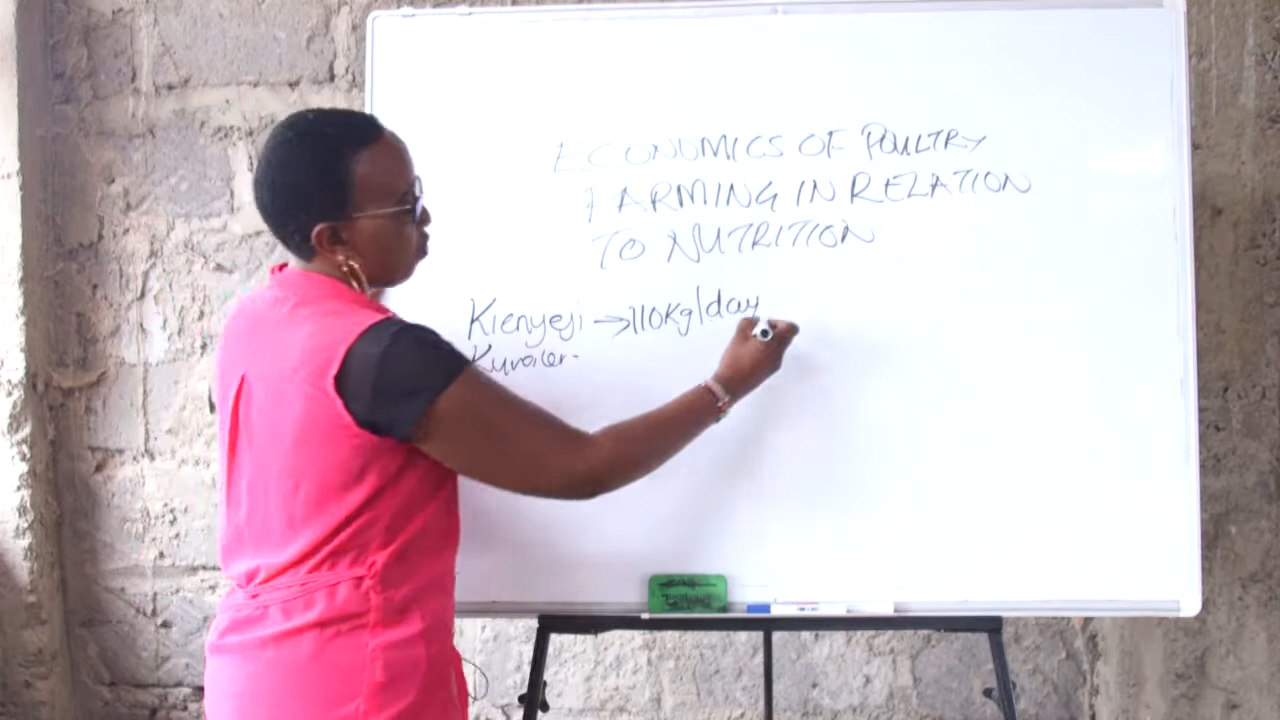 ECONOMICS OF POULTRY
FARMING IN RELATION
TO NUTRITION
Kienyeji → 110Kg/day
Kuroiler-